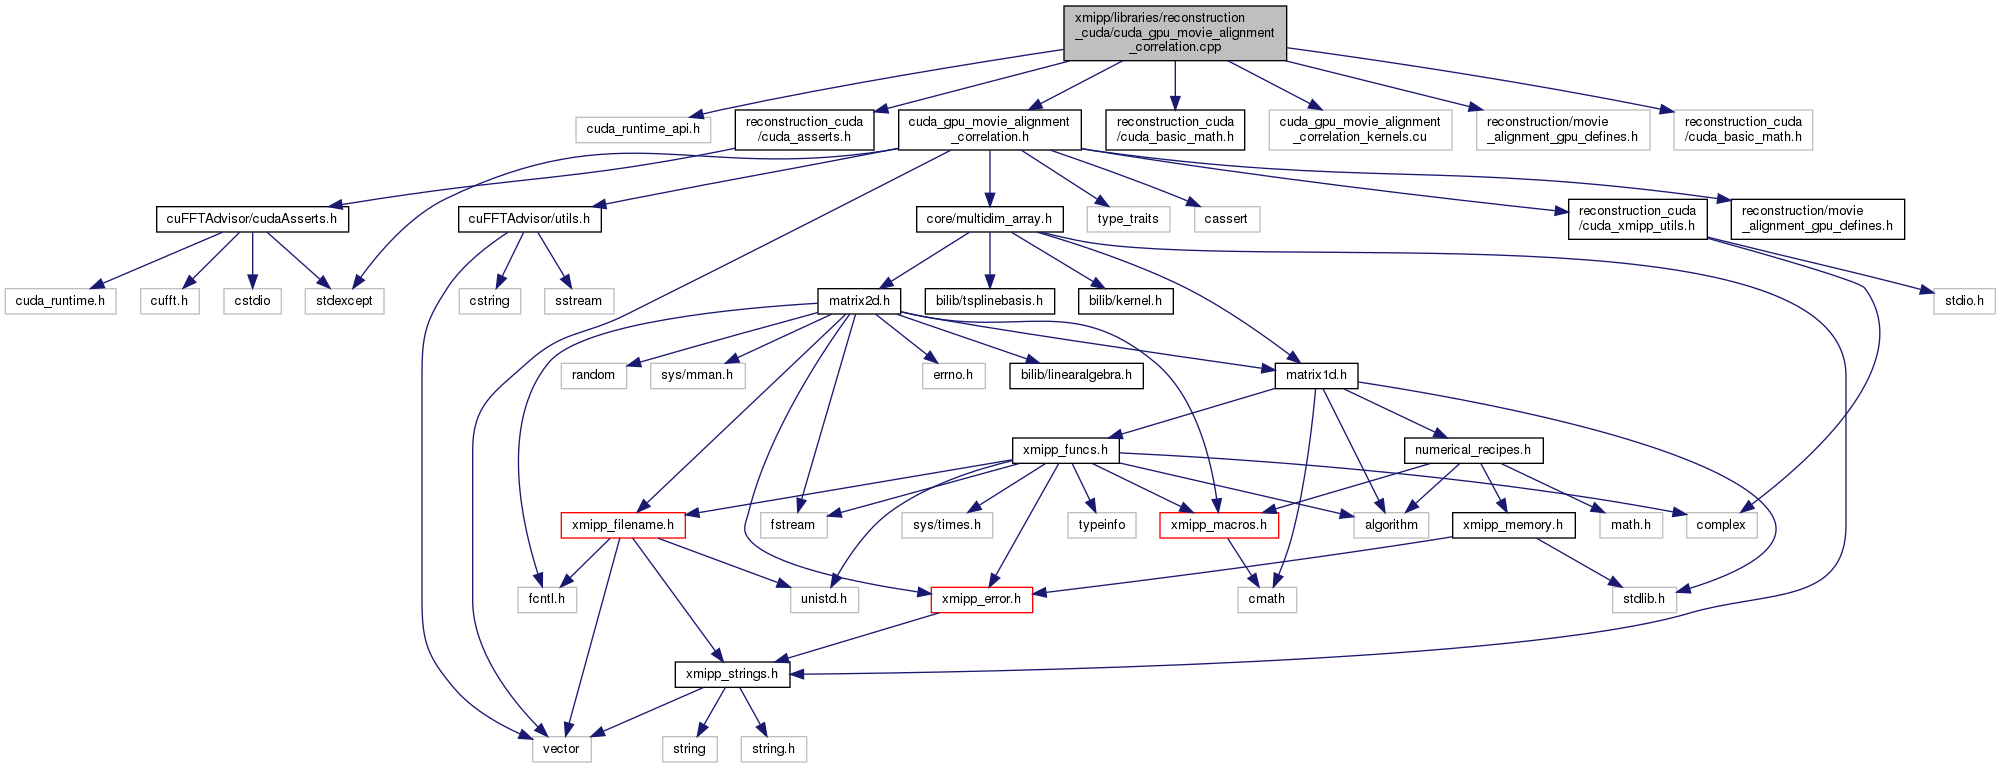 xmipp/libraries/reconstruction
_cuda/cuda_gpu_movie_alignment
_correlation.cpp
cuda_runtime_api.h
reconstruction_cuda
/cuda_asserts.h
cuda_gpu_movie_alignment
_correlation.h
reconstruction_cuda
/cuda_basic_math.h
cuda_gpu_movie_alignment
_correlation_kernels.cu
reconstruction/movie
_alignment_gpu_defines.h
reconstruction_cuda
/cuda_basic_math.h
cuFFTAdvisor/cudaAsserts.h
cuFFTAdvisor/utils.h
core/multidim_array.h
type_traits
cassert
reconstruction_cuda
/cuda_xmipp_utils.h
reconstruction/movie
_alignment_gpu_defines.h
cuda_runtime.h
cufft.h
cstdio
stdexcept
cstring
sstream
matrix2d.h
bilib/tsplinebasis.h
bilib/kernel.h
stdio.h
random
sys/mman.h
errno.h
bilib/linearalgebra.h
matrix1d.h
xmipp_funcs.h
numerical_recipes.h
xmipp_filename.h
fstream
sys/times.h
typeinfo
xmipp_macros.h
algorithm
xmipp_memory.h
math.h
complex
fcntl.h
unistd.h
xmipp_error.h
cmath
stdlib.h
xmipp_strings.h
vector
string
string.h